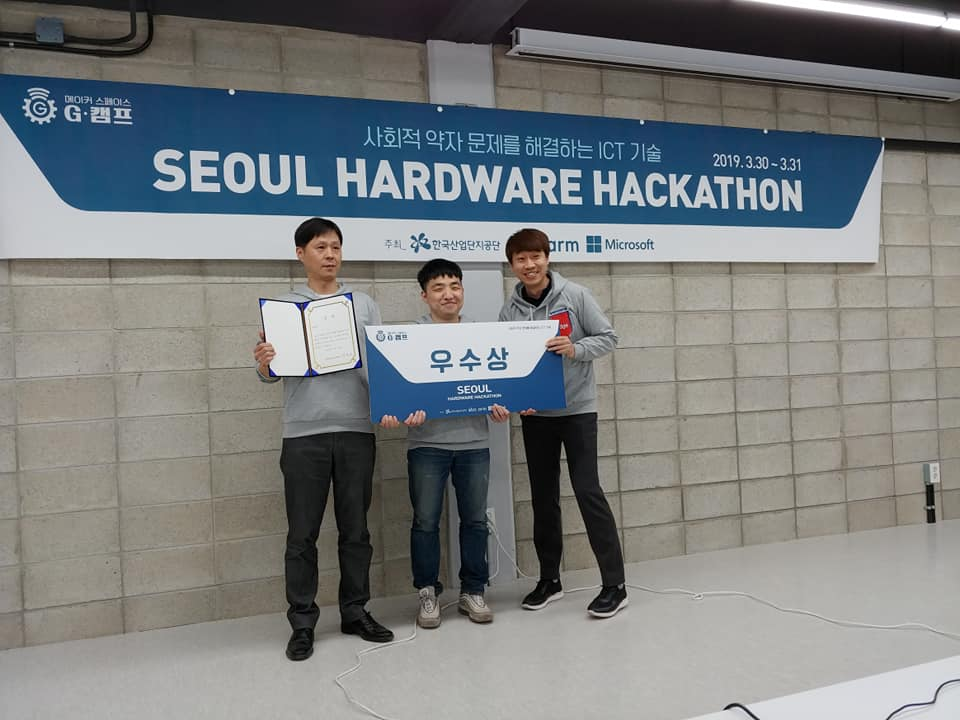 메이커 스페이스
G·캠프
사회적 약자 문제를 해결하는 ICT 기술
2019. 3.30 ~ 3.31
SEOUL HARDWARE HACKATHON
주최_ 한국산업단지공단 arm Microsoft
G·캠프
우수상
SEOUL
HARDWARE HACKATHON